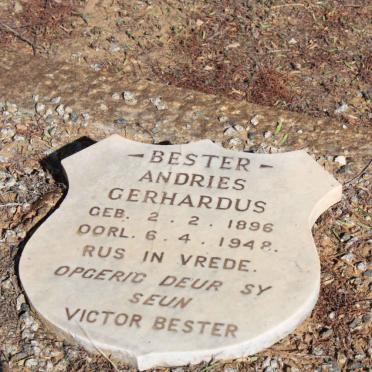 - BESTER -
ANDRIES
GERHARDUS
GEB. 2 . 2 . 1896
OORL. 6 . 4 . 1948.
RUS IN VREDE.
OPGERIG DEUR SY
SEUN
VICTOR BESTER